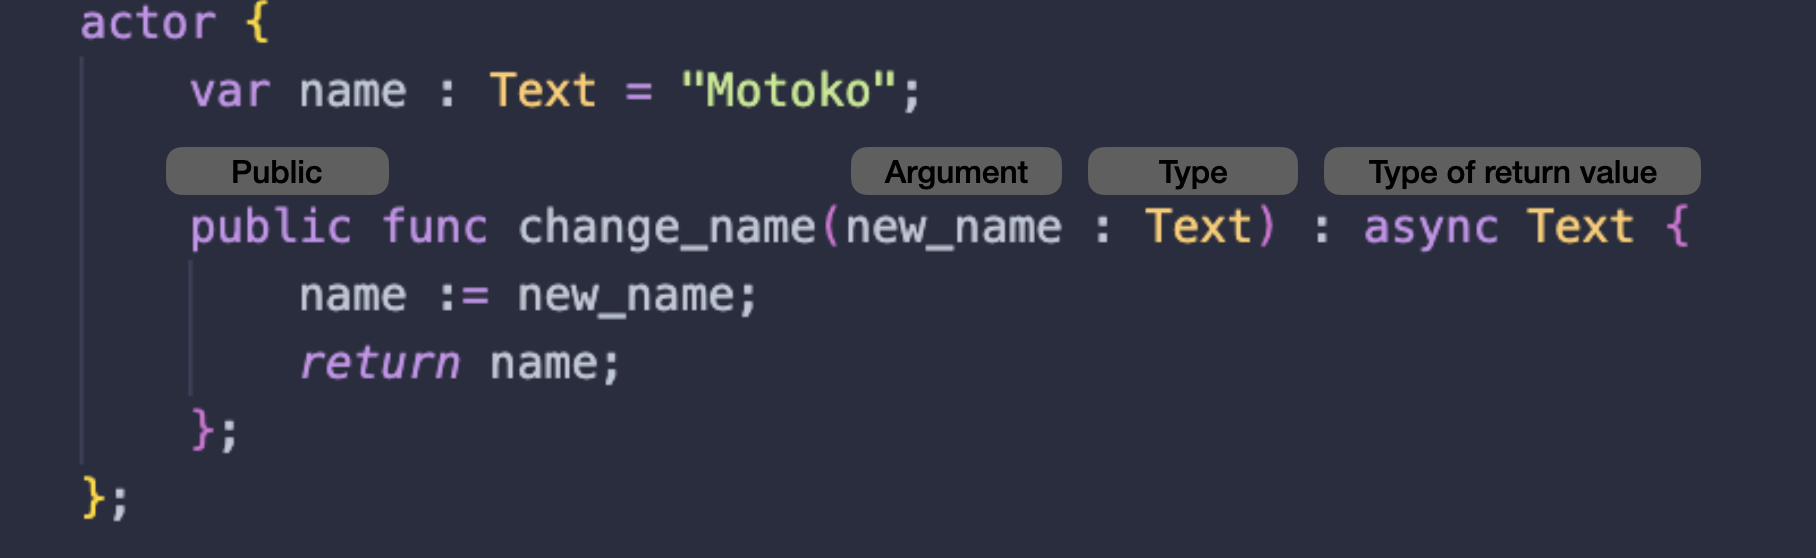 actor {
var name : Text = "Motoko";
Public Argument Type Type of return value
public func change_name(new_name : Text) : async Text {
name := new_name;
return name;
};
};